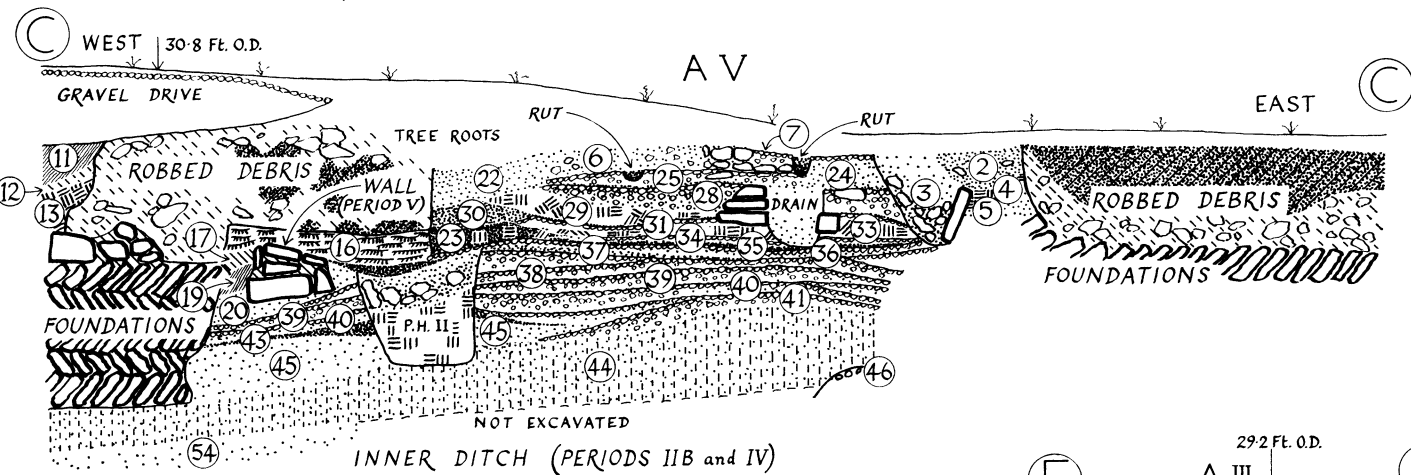 C WEST 30·8 Ft. O.D.
A V
C
EAST
GRAVEL DRIVE
RUT
7
RUT
TREE ROOTS
11
ROBBED DEBRIS
6
2
12
WALL
(PERIOD V)
22
25
28
24
3
4
13
DRAIN
5
ROBBED DEBRIS
17
30
29
31
16
23
34
35
33
37
36
FOUNDATIONS
19
38
39
40
41
20
39
40
P.H. II
45
FOUNDATIONS
43
45
44
46
NOT EXCAVATED
54
INNER DITCH (PERIODS IIB and IV)
29·2 Ft. O.D.
A III